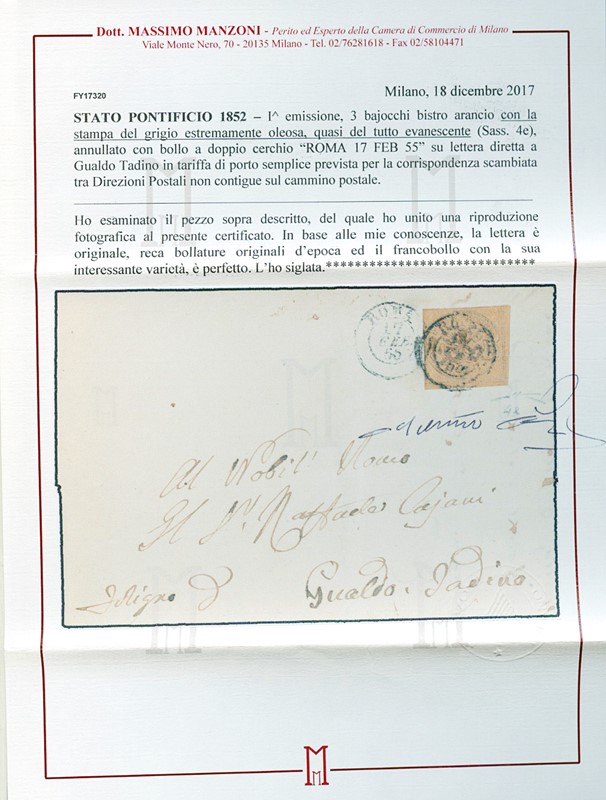 Dott. MASSIMO MANZONI - Perito ed Esperto della Camera di Commercio di Milano
Viale Monte Nero, 70 - 20135 Milano - Tel. 02/76281618 - Fax 02/58104471
FY17320
Milano, 18 dicembre 2017
STATO PONTIFICIO 1852 – I^ emissione, 3 bajocchi bistro arancio con la
stampa del grigio estremamente oleosa, quasi del tutto evanescente (Sass. 4e),
annullato con bollo a doppio cerchio “ROMA 17 FEB 55” su lettera diretta a
Gualdo Tadino in tariffa di porto semplice prevista per la corrispondenza scambiata
tra Direzioni Postali non contigue sul cammino postale.
Ho esaminato il pezzo sopra descritto, del quale ho unito una riproduzione
fotografica al presente certificato. In base alle mie conoscenze, la lettera è
originale, reca bollature originali d’epoca ed il francobollo con la sua
interessante varietà, è perfetto. L’ho siglata.******************************
ROMA
17
FEB
55
Al Nobil' Uomo
Il Sr. Raffaele Cajani
Foligno
Gualdo Tadino
M